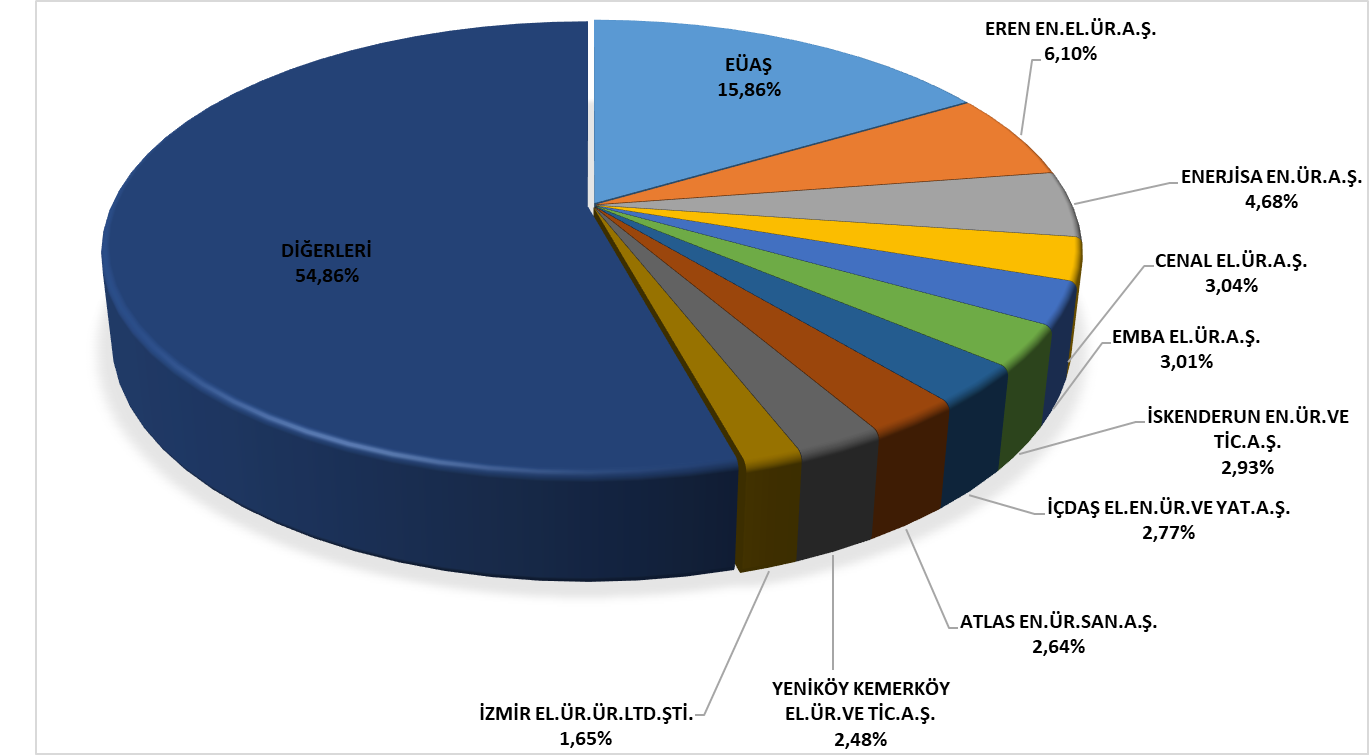 EÜAŞ
15,86%
EREN EN.EL.ÜR.A.Ş.
6,10%
ENERJİSA EN.ÜR.A.Ş.
4,68%
CENAL EL.ÜR.A.Ş.
3,04%
EMBA EL.ÜR.A.Ş.
3,01%
İSKENDERUN EN.ÜR.VE
TİC.A.Ş.
2,93%
İÇDAŞ EL.EN.ÜR.VE YAT.A.Ş.
2,77%
ATLAS EN.ÜR.SAN.A.Ş.
2,64%
YENİKÖY KEMERKÖY
EL.ÜR.VE TİC.A.Ş.
2,48%
İZMİR EL.ÜR.ÜR.LTD.ŞTİ.
1,65%
DİĞERLERİ
54,86%